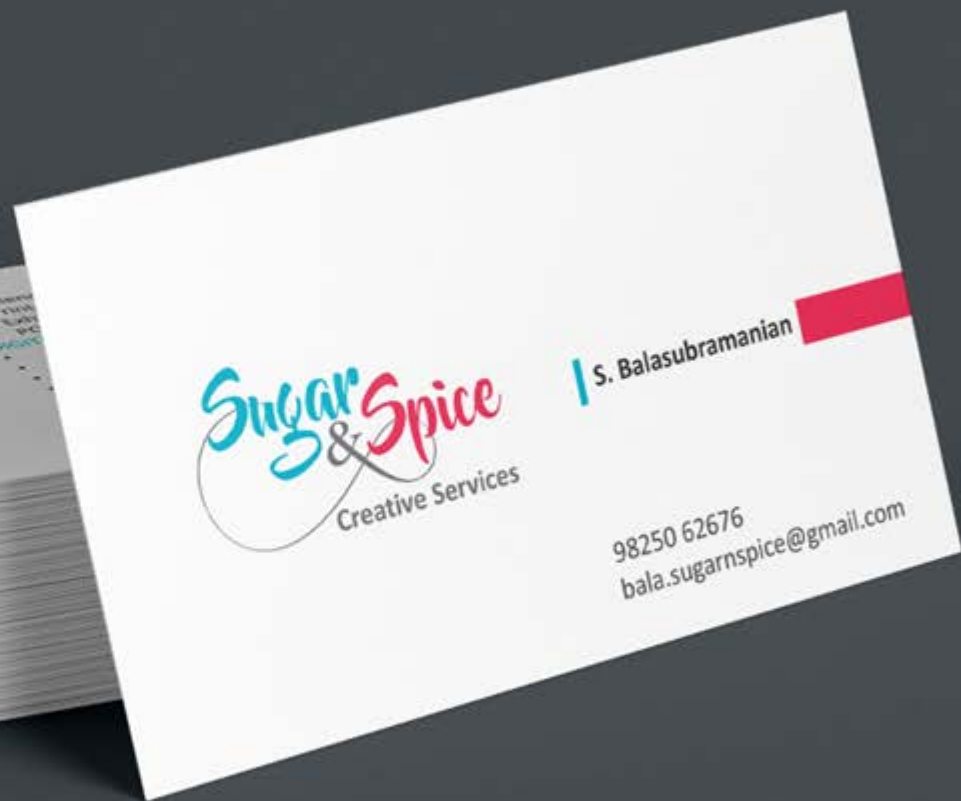 Sugar
& Spice
Creative Services
S. Balasubramanian
98250 62676
bala.sugarnspice@gmail.com